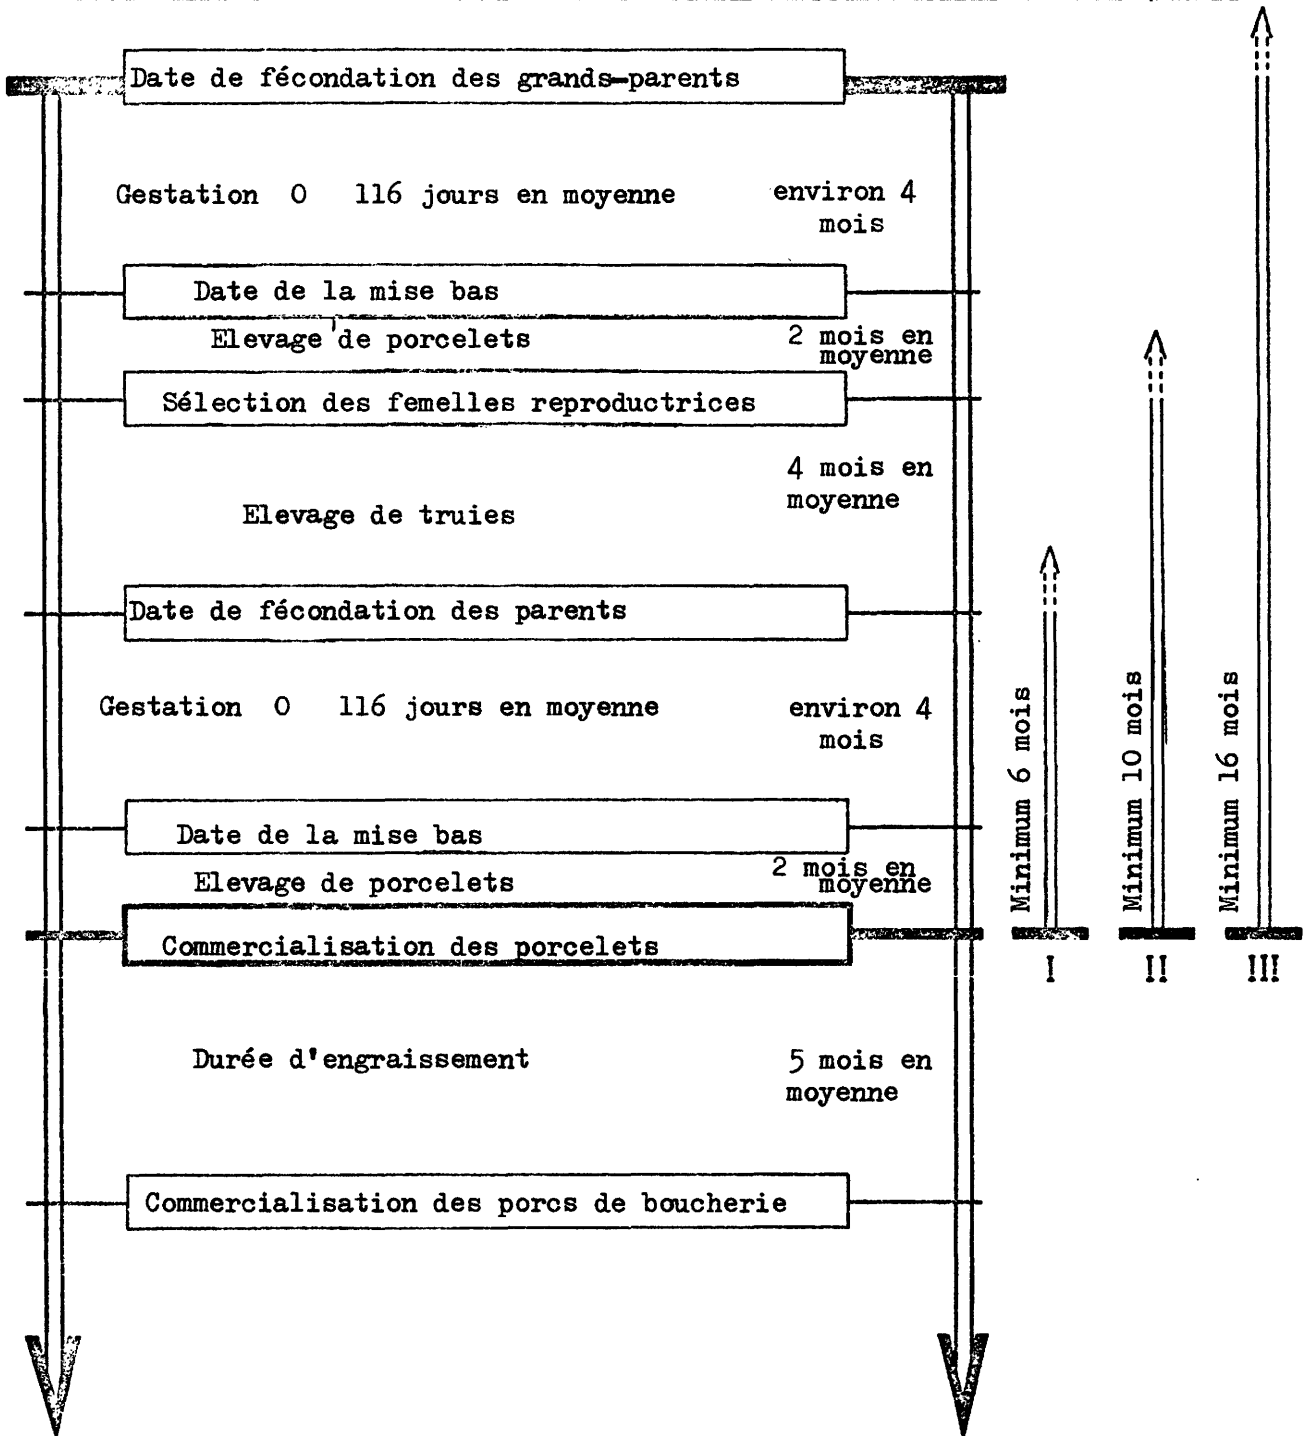 Date de fécondation des grands-parents
Gestation O 116 jours en moyenne environ 4
mois
Date de la mise bas
Elevage de porcelets 2 mois en
moyenne
Sélection des femelles reproductrices
4 mois en
moyenne
Elevage de truies
Date de fécondation des parents
Gestation O 116 jours en moyenne environ 4
mois
Date de la mise bas
Elevage de porcelets 2 mois en
moyenne
Commercialisation des porcelets
Minimum 6 mois
Minimum 10 mois
Minimum 16 mois
I II III
Durée d'engraissement 5 mois en
moyenne
Commercialisation des porcs de boucherie